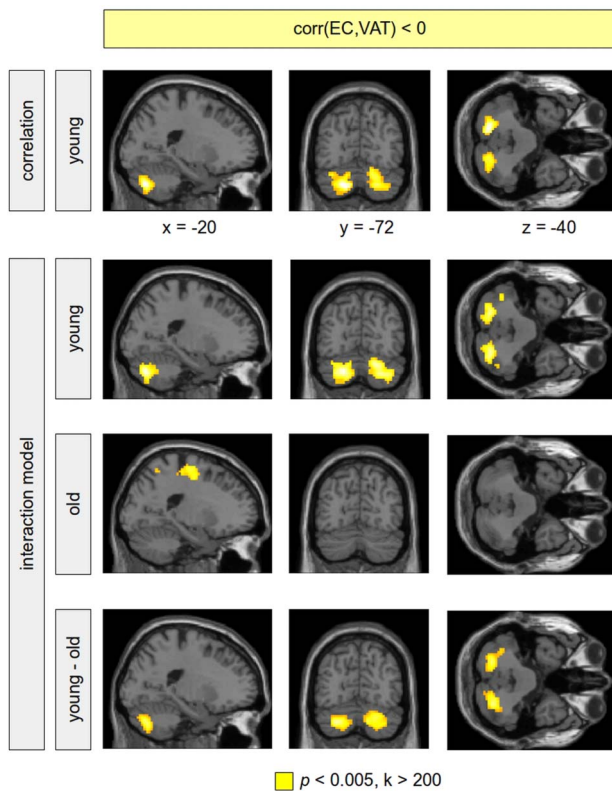 corr(EC,VAT) < 0
correlation
young
x = -20
y = -72
z = -40
interaction model
young
old
young - old
p < 0.005, k > 200